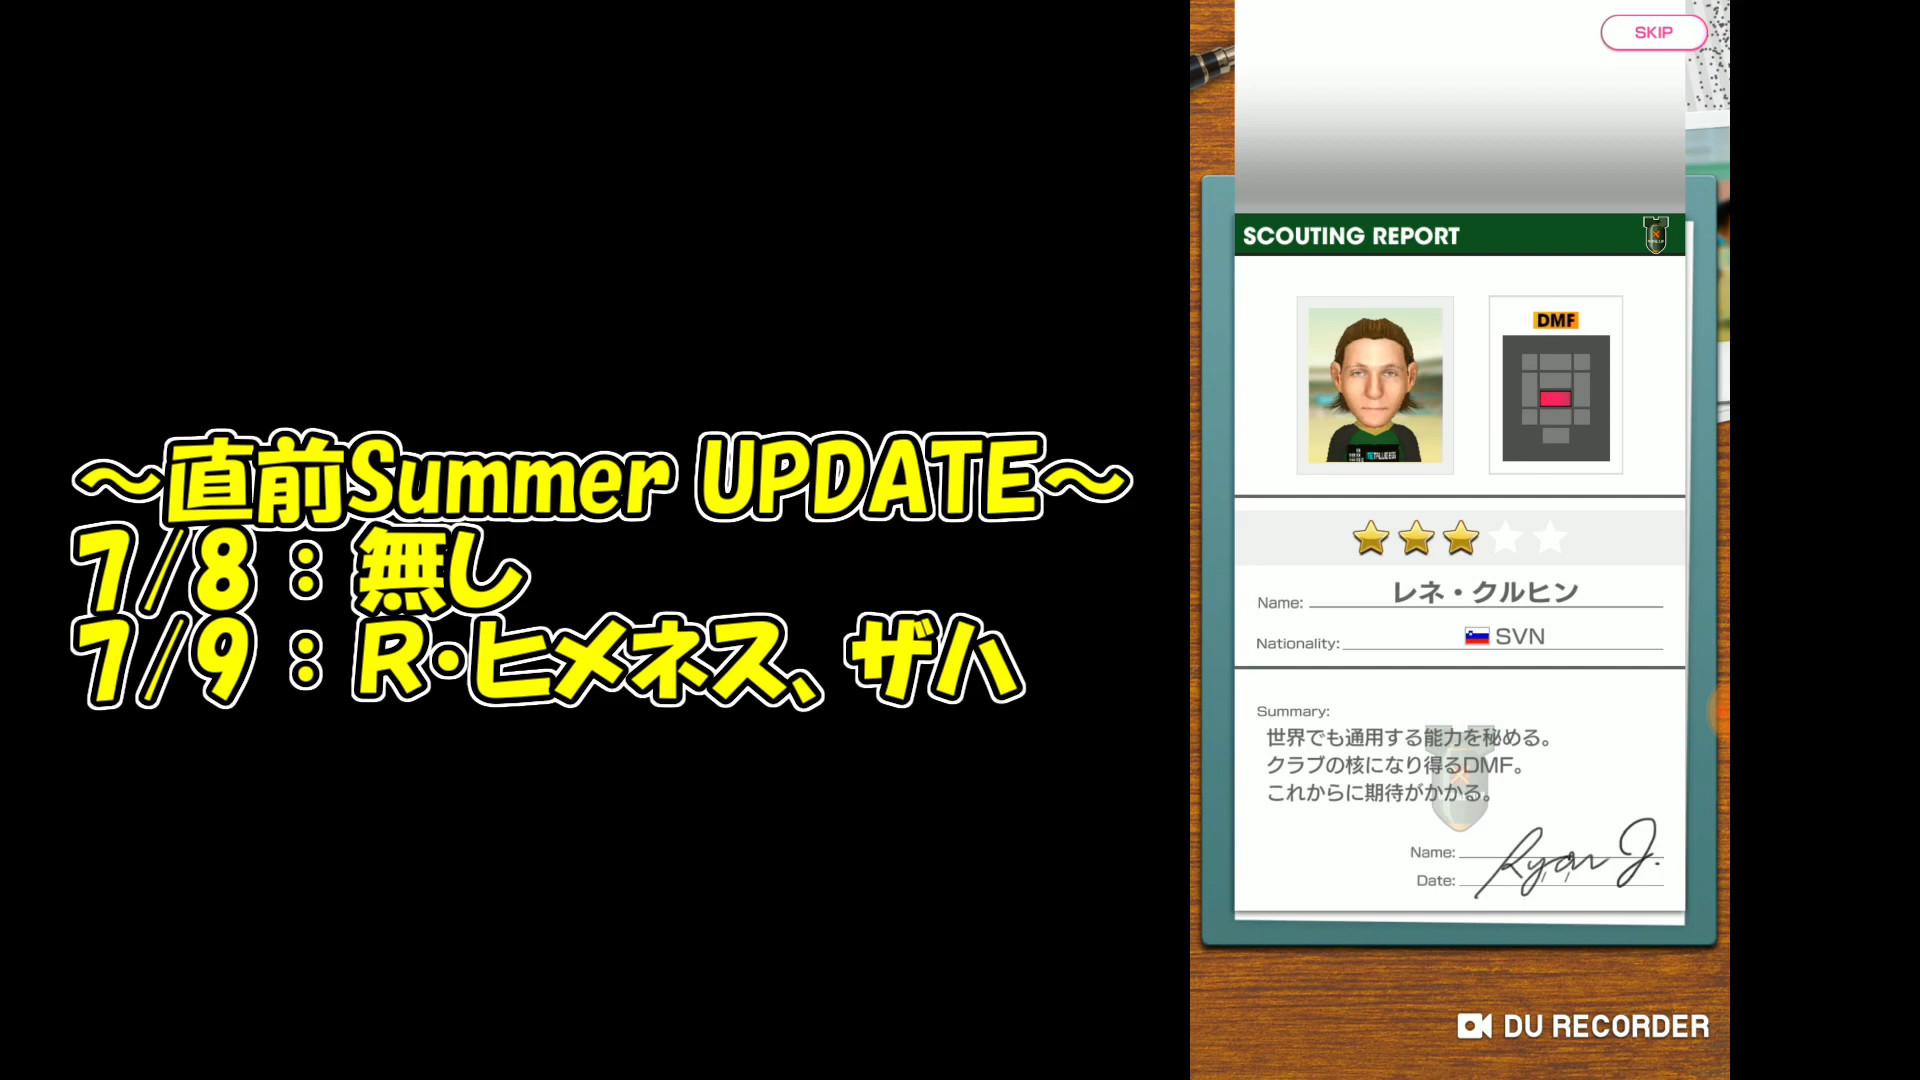 ～直前Summer UPDATE～
7/8：無し
7/9：R・ヒメネス、ザハ
SKIP
SCOUTING REPORT
DMF
Name: レネ・クルヒン
Nationality: SVN
Summary:
世界でも通用する能力を秘める。
クラブの核になり得るDMF。
これからに期待がかかる。
Name: Ryan J.
Date: / /
DU RECORDER